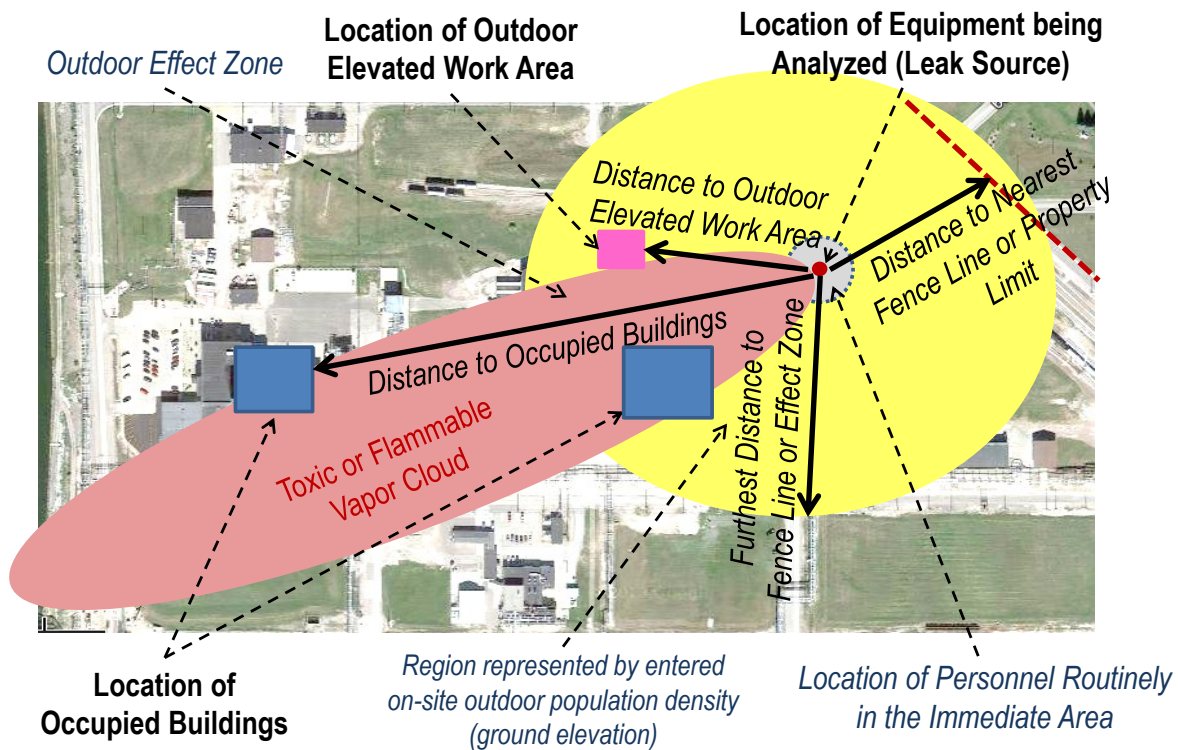 Outdoor Effect Zone
Location of Outdoor
Elevated Work Area
Location of Equipment being
Analyzed (Leak Source)
Distance to Outdoor
Elevated Work Area
Distance to Nearest
Fence Line or Property
Limit
Distance to Occupied Buildings
Furthest Distance to
Fence Line or Effect Zone
Toxic or Flammable
Vapor Cloud
Location of
Occupied Buildings
Region represented by entered
on-site outdoor population density
(ground elevation)
Location of Personnel Routinely
in the Immediate Area